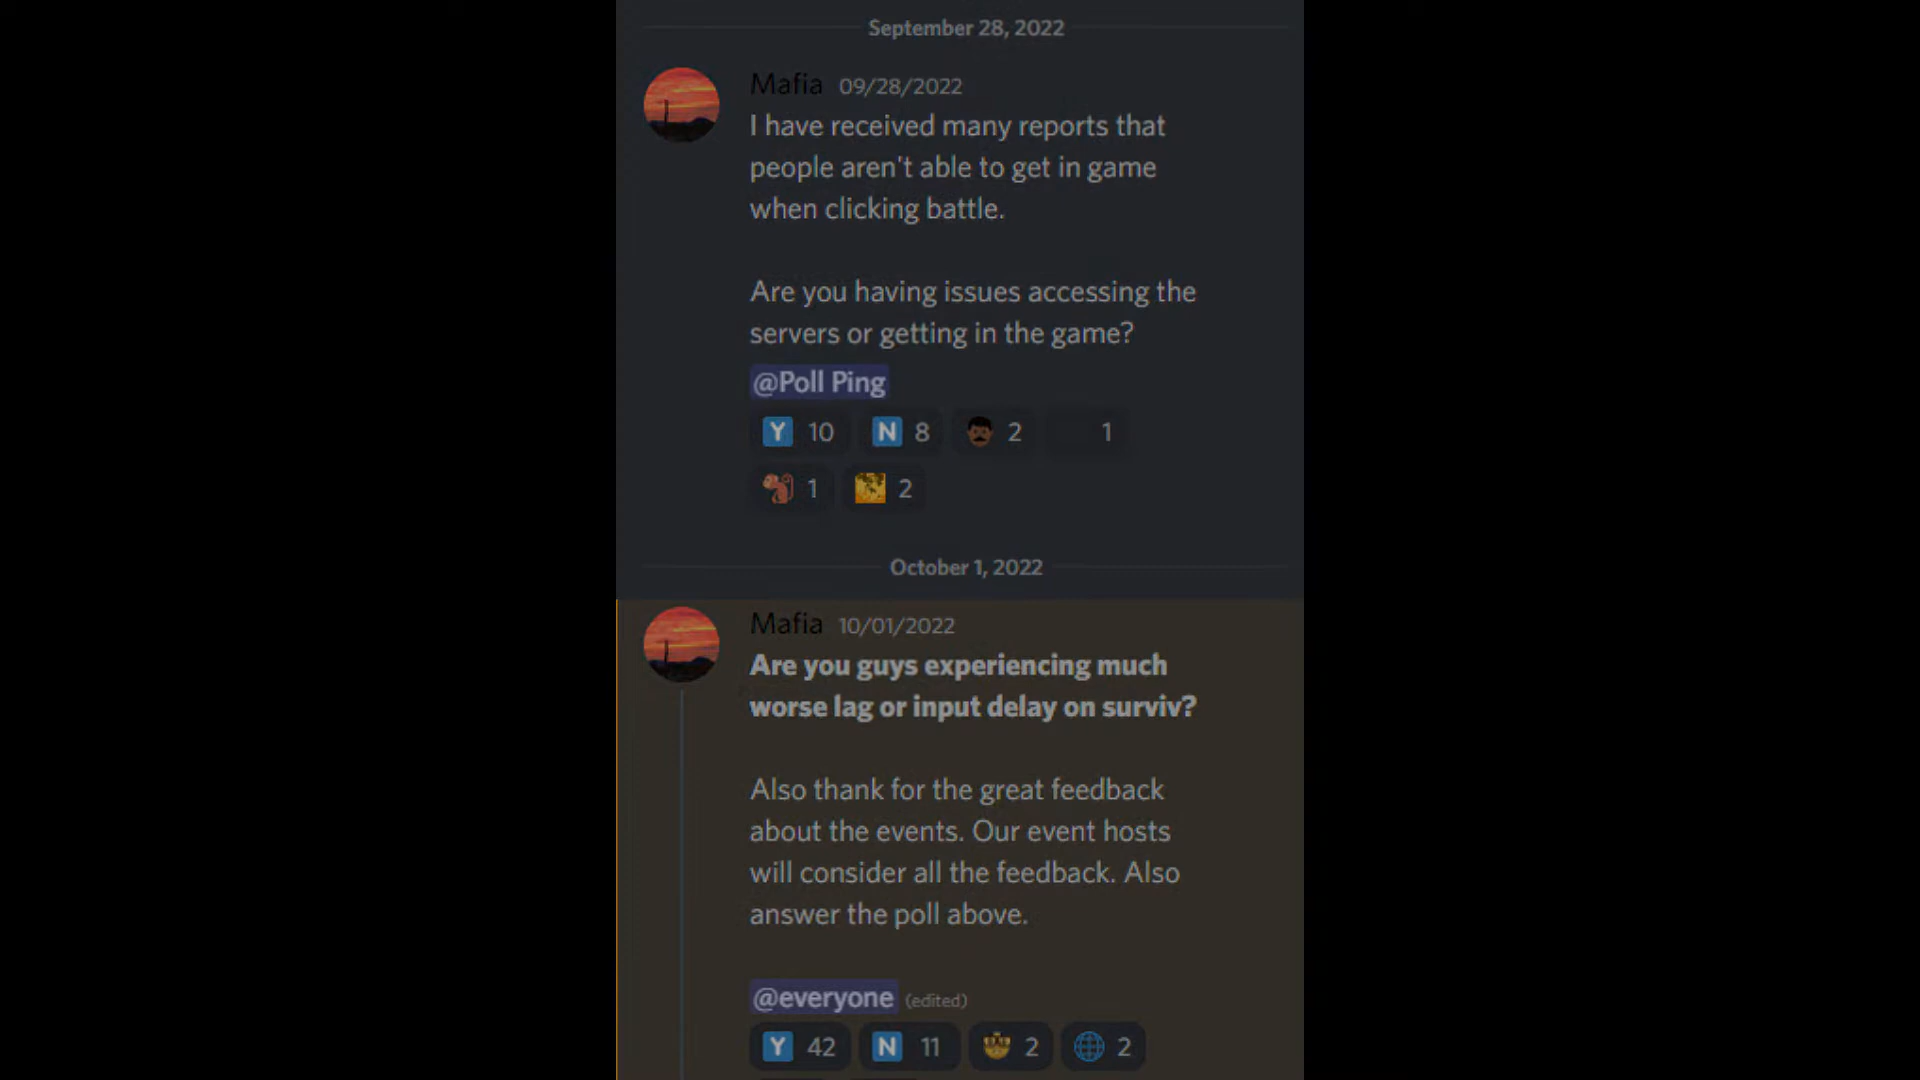 September 28, 2022
Mafia 09/28/2022
I have received many reports that
people aren't able to get in game
when clicking battle.
Are you having issues accessing the
servers or getting in the game?
@Poll Ping
Y 10 N 8 2 1
1 2
October 1, 2022
Mafia 10/01/2022
Are you guys experiencing much
worse lag or input delay on surviv?
Also thank for the great feedback
about the events. Our event hosts
will consider all the feedback. Also
answer the poll above.
@everyone (edited)
Y 42 N 11 2 2